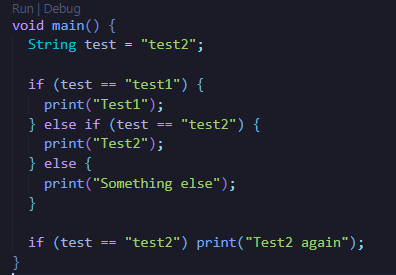 Run | Debug
void main() {
  String test = "test2";

  if (test == "test1") {
    print("Test1");
  } else if (test == "test2") {
    print("Test2");
  } else {
    print("Something else");
  }

  if (test == "test2") print("Test2 again");
}